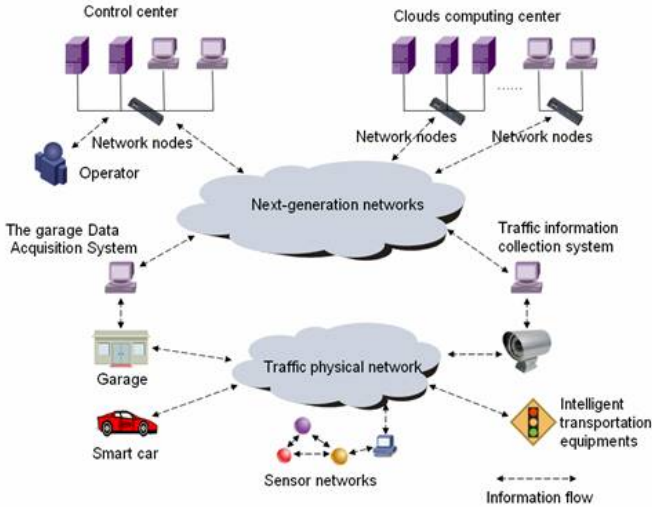 Control center
Clouds computing center
......
Network nodes
Network nodes
Network nodes
Operator
Next-generation networks
The garage Data
Acquisition System
Traffic information
collection system
Traffic physical network
Garage
Smart car
Sensor networks
Intelligent
transportation
equipments
Information flow